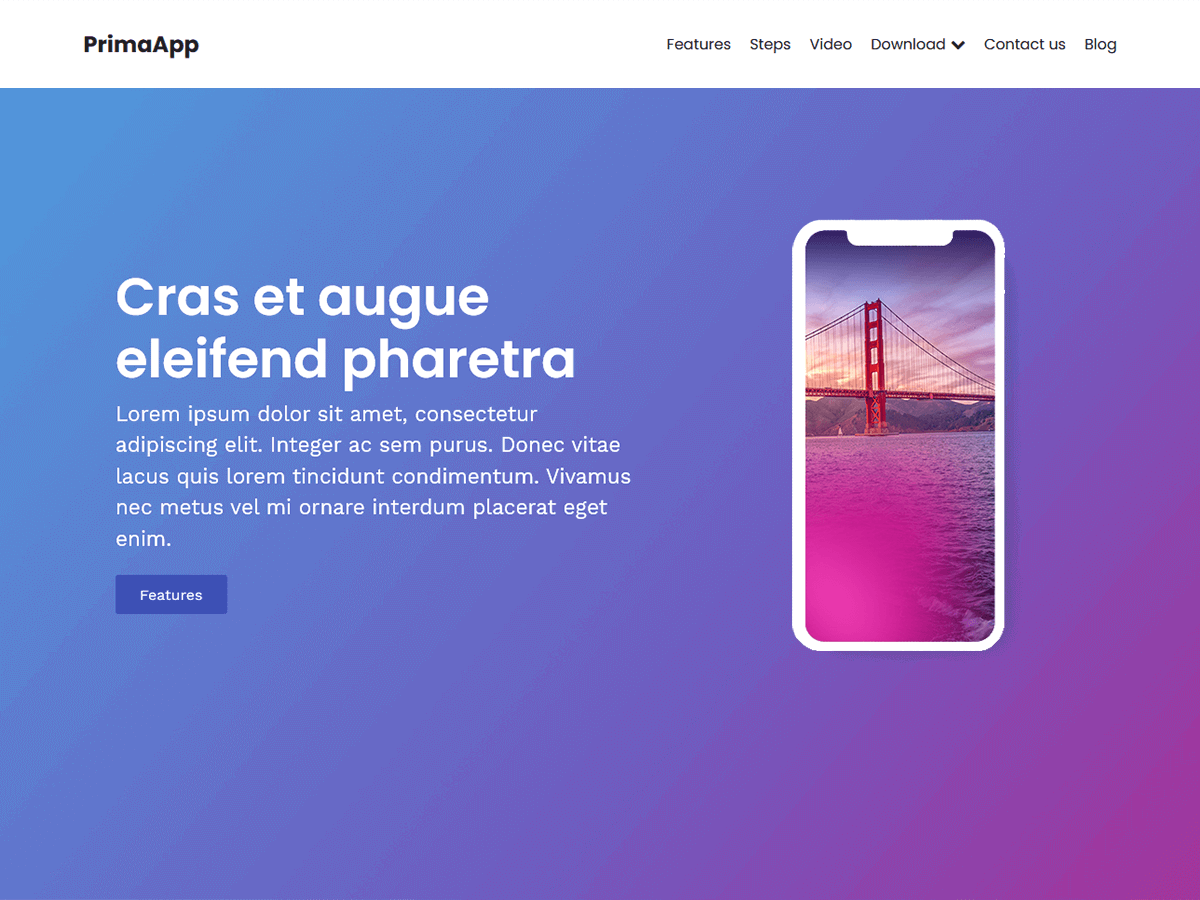 PrimaApp
Features Steps Video Download Contact us Blog
Cras et augue
eleifend pharetra
Lorem ipsum dolor sit amet, consectetur
adipiscing elit. Integer ac sem purus. Donec vitae
lacus quis lorem tincidunt condimentum. Vivamus
nec metus vel mi ornare interdum placerat eget
enim.
Features